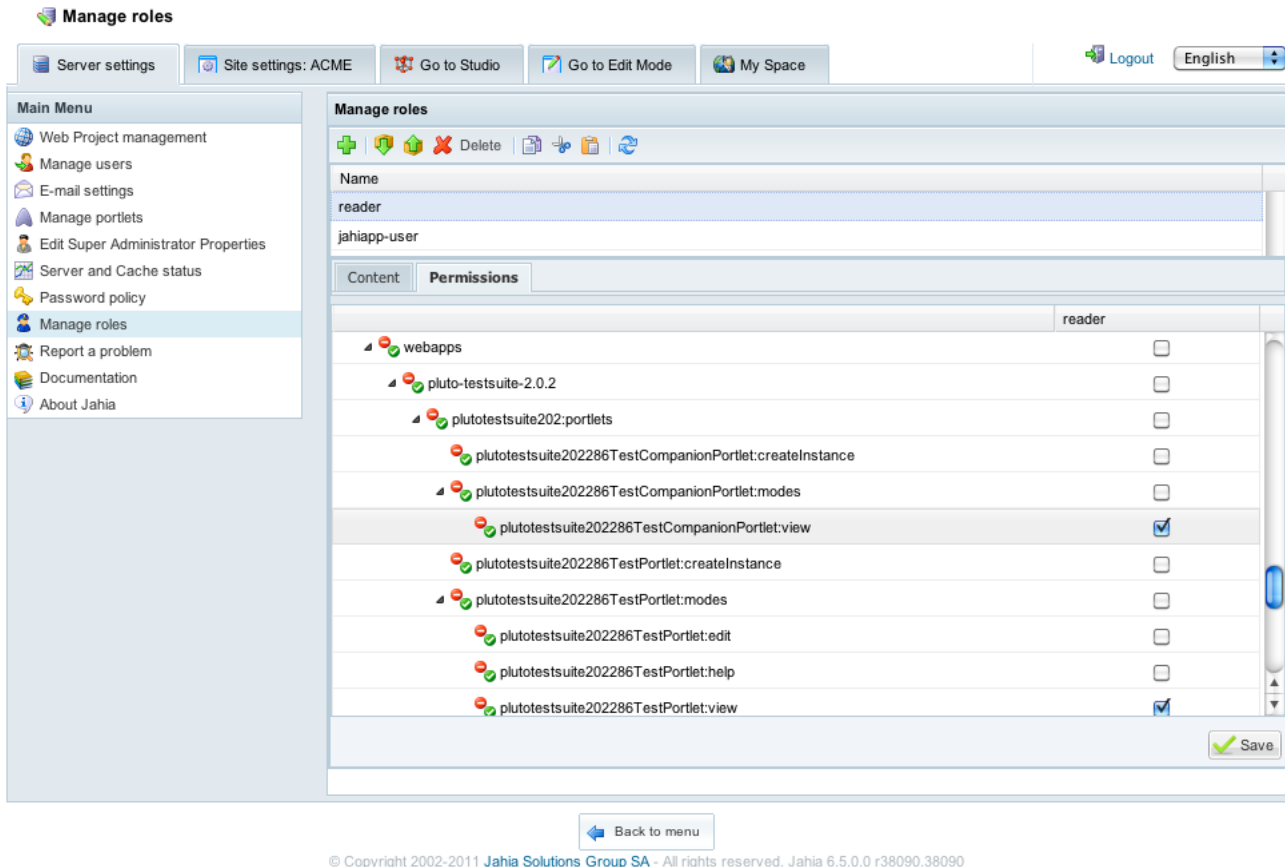 Manage roles
Server settings
Site settings: ACME
Go to Studio
Go to Edit Mode
My Space
Logout
English
Main Menu
Web Project management
Manage users
E-mail settings
Manage portlets
Edit Super Administrator Properties
Server and Cache status
Password policy
Manage roles
Report a problem
Documentation
About Jahia
Manage roles
Delete
Name
reader
jahiapp-user
Content
Permissions
reader
webapps
pluto-testsuite-2.0.2
plutotestsuite202:portlets
plutotestsuite202286TestCompanionPortlet:createInstance
plutotestsuite202286TestCompanionPortlet:modes
plutotestsuite202286TestCompanionPortlet:view
plutotestsuite202286TestPortlet:createInstance
plutotestsuite202286TestPortlet:modes
plutotestsuite202286TestPortlet:edit
plutotestsuite202286TestPortlet:help
plutotestsuite202286TestPortlet:view
Save
Back to menu
© Copyright 2002-2011 Jahia Solutions Group SA - All rights reserved. Jahia 6.5.0.0 r38090.38090